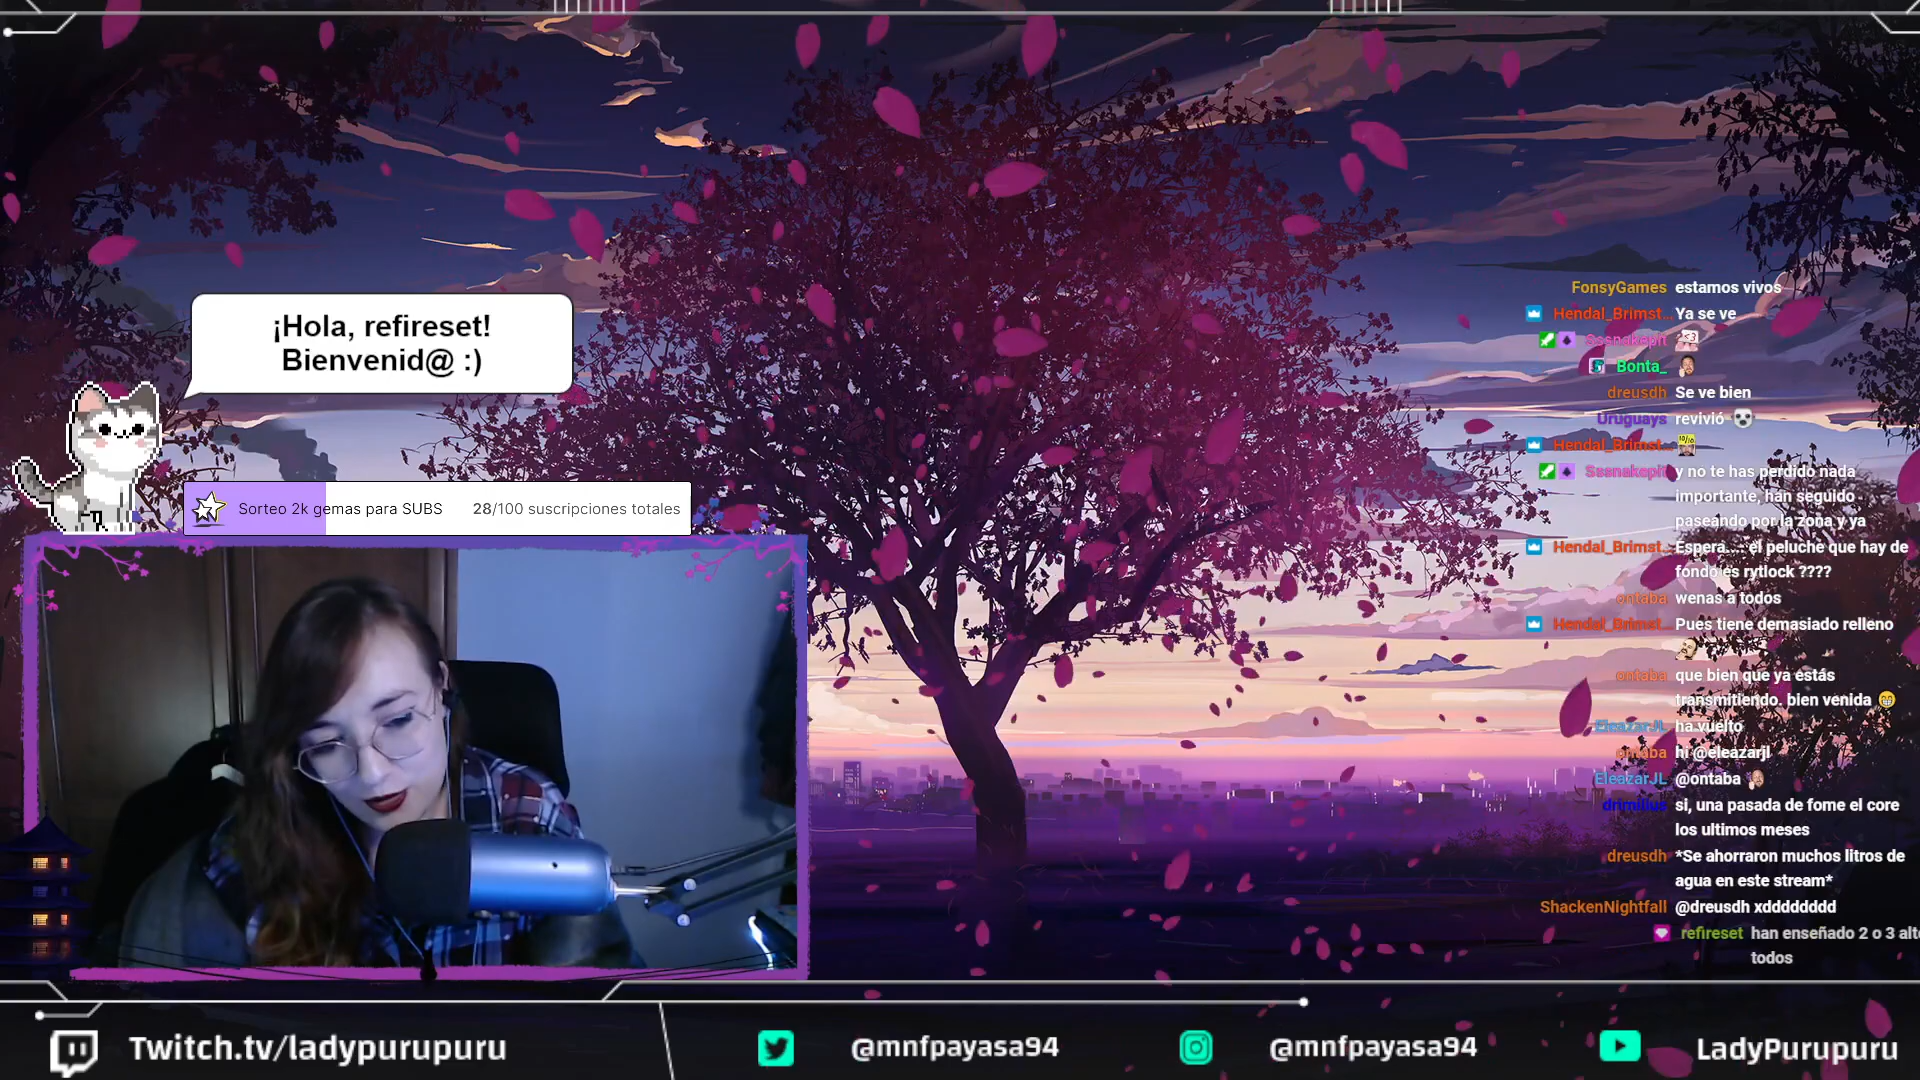 ¡Hola, refireset!
Bienvenid@ :)
Sorteo 2k gemas para SUBS 28/100 suscripciones totales
FonsyGames estamos vivos
Hendal_Brimst... Ya se ve
Sssnakepit
Bonta_
dreusdh Se ve bien
Uruguays revivió
Hendal_Brimst...
Sssnakepit y no te has perdido nada
importante, han seguido
paseando por la zona y ya
Hendal_Brimst... Espera.... el peluche que hay de
fondo es rytlock ????
ontaba wenas a todos
Hendal_Brimst... Pues tiene demasiado relleno
ontaba que bien que ya estás
transmitiendo. bien venida
EleazarJL ha vuelto
ontaba hi @eleazarjl
EleazarJL @ontaba
drimilius si, una pasada de fome el core
los ultimos meses
dreusdh *Se ahorraron muchos litros de
agua en este stream*
ShackenNightfall @dreusdh xdddddddd
refireset han enseñado 2 o 3 alt
todos
Twitch.tv/ladypurupuru @mnfpayasa94 @mnfpayasa94 LadyPurupuru